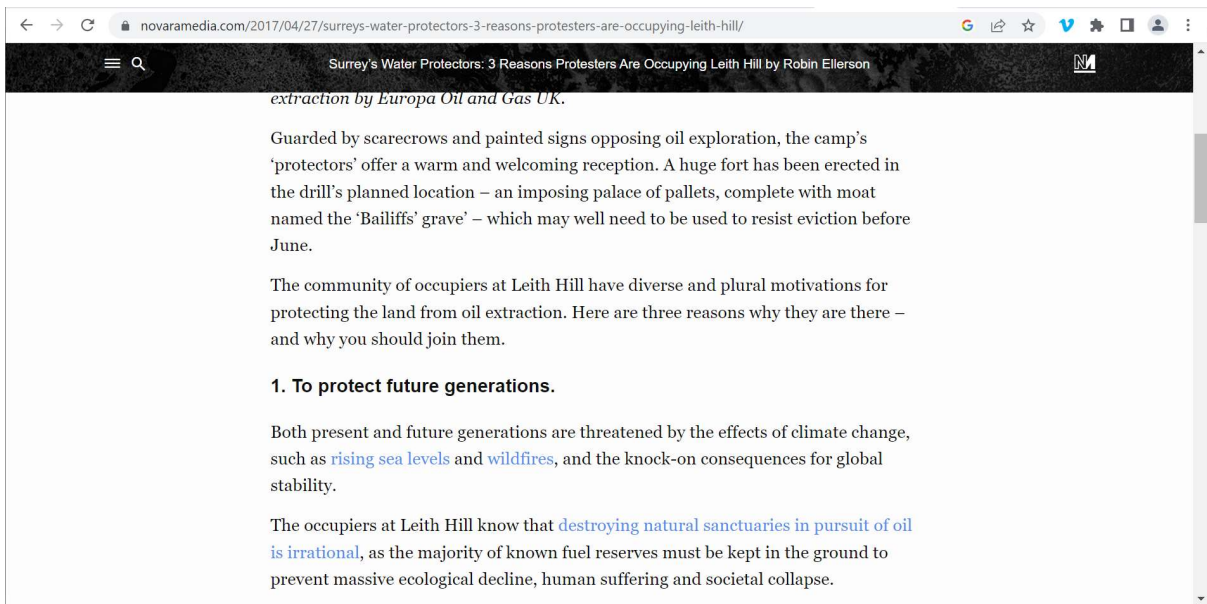 novaramedia.com/2017/04/27/surreys-water-protectors-3-reasons-protesters-are-occupying-leith-hill/
Surrey's Water Protectors: 3 Reasons Protesters Are Occupying Leith Hill by Robin Ellerson
extraction by Europa Oil and Gas UK.
Guarded by scarecrows and painted signs opposing oil exploration, the camp's
‘protectors’ offer a warm and welcoming reception. A huge fort has been erected in
the drill’s planned location – an imposing palace of pallets, complete with moat
named the ‘Bailiffs’ grave’ – which may well need to be used to resist eviction before
June.
The community of occupiers at Leith Hill have diverse and plural motivations for
protecting the land from oil extraction. Here are three reasons why they are there –
and why you should join them.
1. To protect future generations.
Both present and future generations are threatened by the effects of climate change,
such as rising sea levels and wildfires, and the knock-on consequences for global
stability.
The occupiers at Leith Hill know that destroying natural sanctuaries in pursuit of oil
is irrational, as the majority of known fuel reserves must be kept in the ground to
prevent massive ecological decline, human suffering and societal collapse.